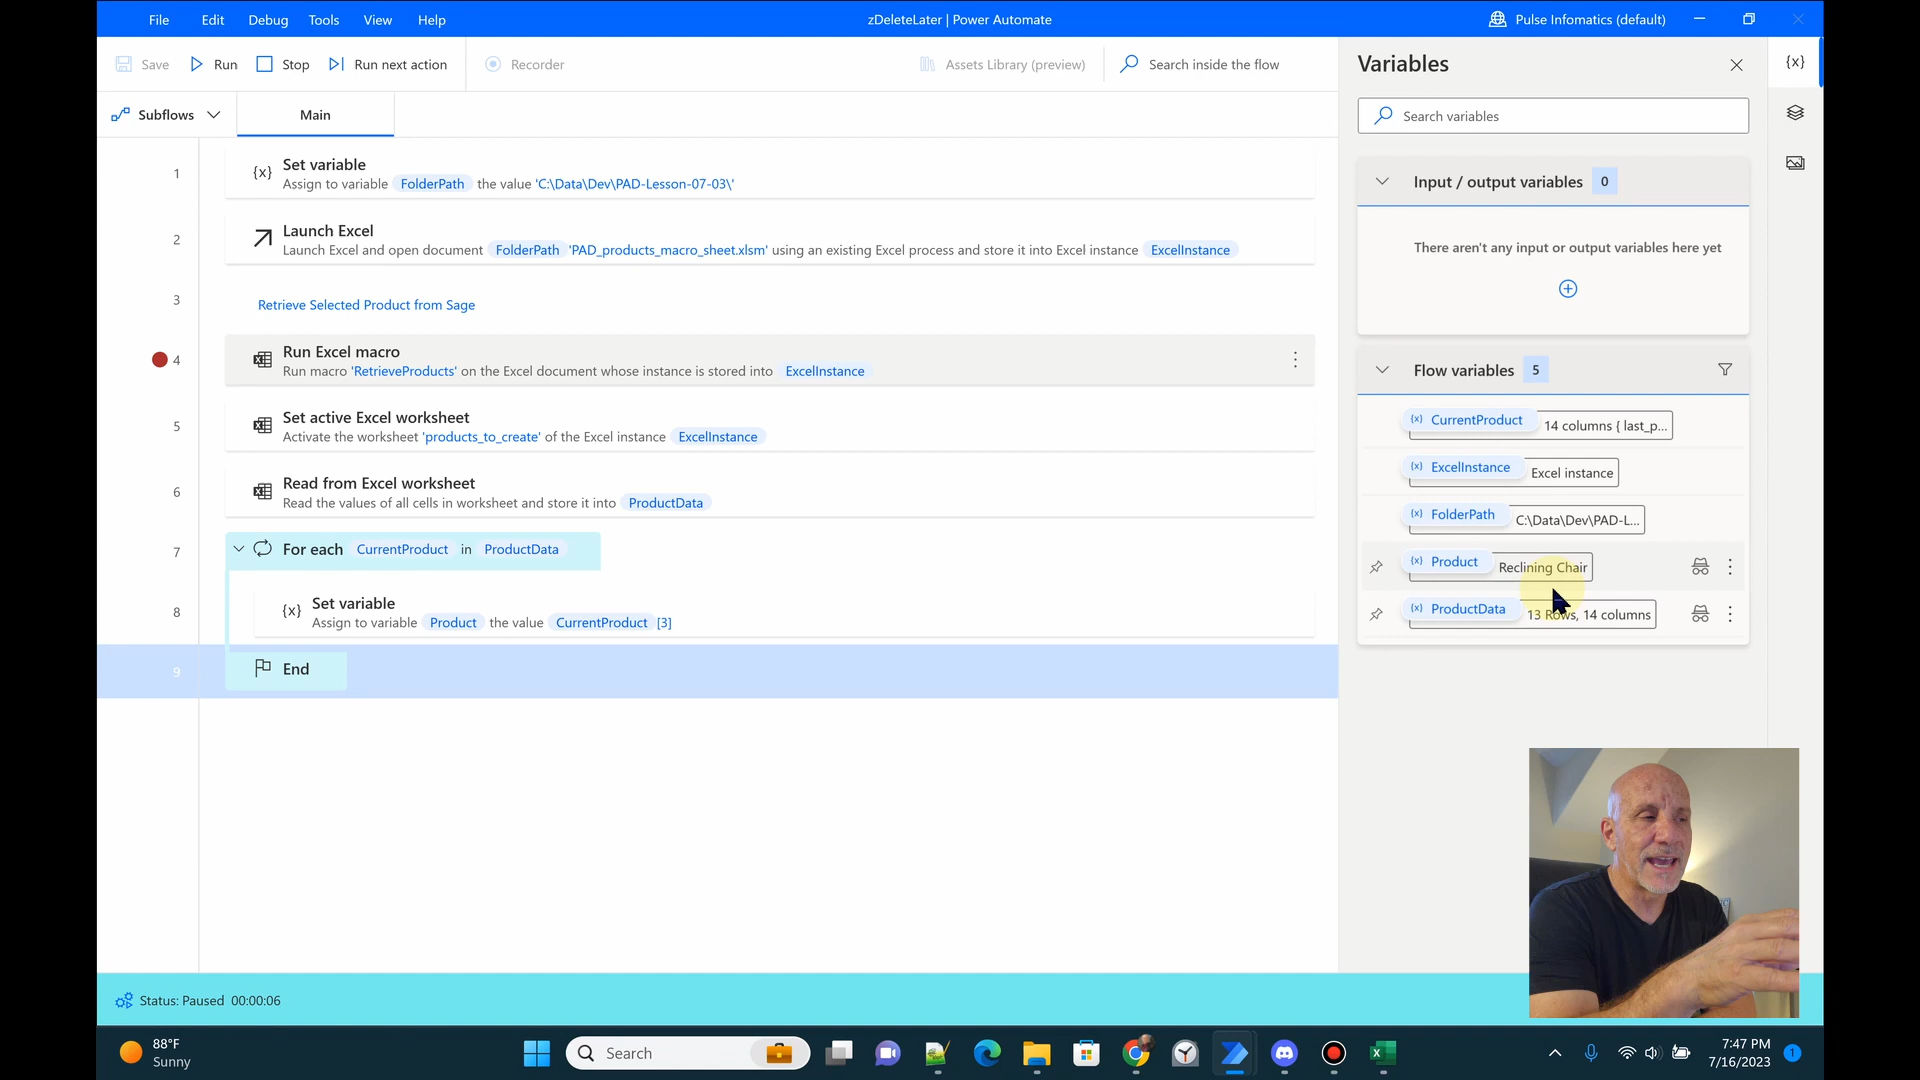 File Edit Debug Tools View Help
zDeleteLater | Power Automate
Pulse Infomatics (default)
Save Run Stop Run next action Recorder
Assets Library (preview) Search inside the flow
Subflows Main
1 {x} Set variable
Assign to variable FolderPath the value 'C:\Data\Dev\PAD-Lesson-07-03\'
2 Launch Excel
Launch Excel and open document FolderPath 'PAD_products_macro_sheet.xlsm' using an existing Excel process and store it into Excel instance ExcelInstance
3 Retrieve Selected Product from Sage
4 Run Excel macro
Run macro 'RetrieveProducts' on the Excel document whose instance is stored into ExcelInstance
5 Set active Excel worksheet
Activate the worksheet 'products_to_create' of the Excel instance ExcelInstance
6 Read from Excel worksheet
Read the values of all cells in worksheet and store it into ProductData
7 For each CurrentProduct in ProductData
8 {x} Set variable
Assign to variable Product the value CurrentProduct [3]
9 End
Variables {x}
Search variables
Input / output variables 0
There aren't any input or output variables here yet
Flow variables 5
{x} CurrentProduct 14 columns { last_p...
{x} ExcelInstance Excel instance
{x} FolderPath C:\Data\Dev\PAD-L...
{x} Product Reclining Chair
{x} ProductData 13 Rows, 14 columns
Status: Paused 00:00:06
88°F
Sunny
Search
7:47 PM
7/16/2023
1